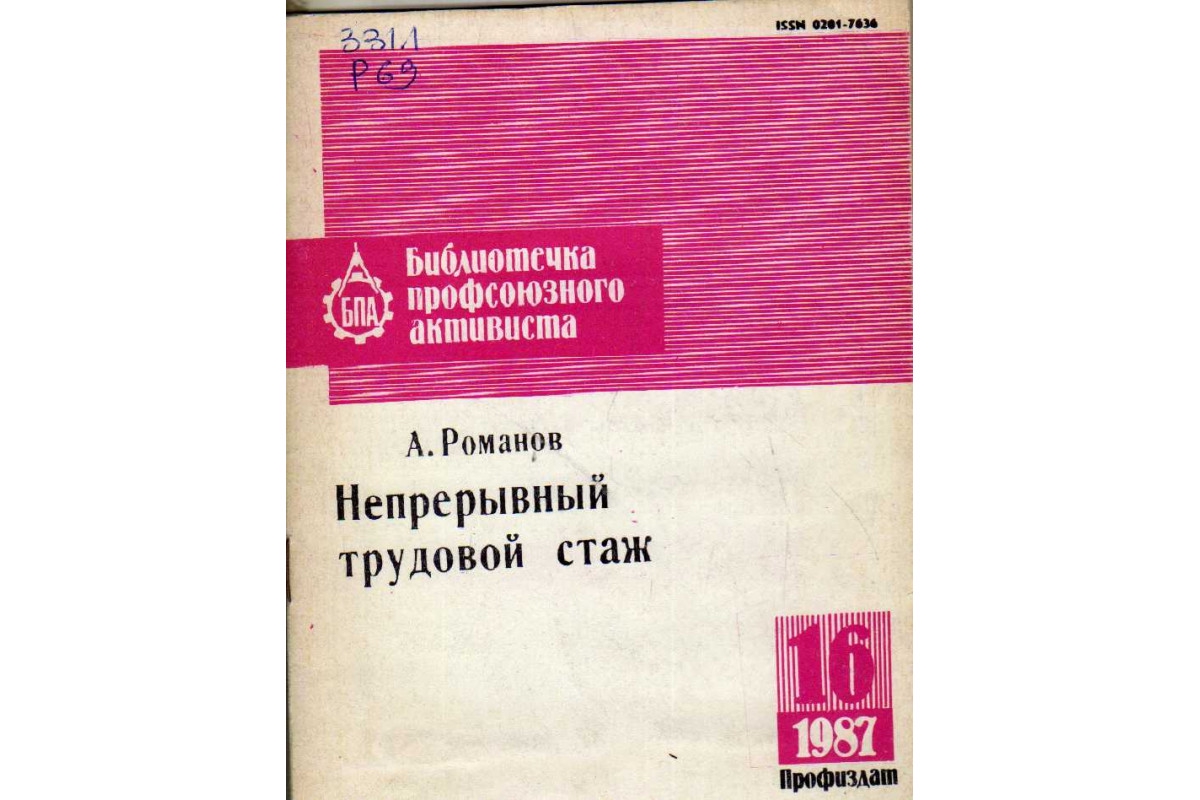 ISSN 0201-7636
331.1
Р69
БПА
Библиотечка
профсоюзного
активиста
А. Романов
Непрерывный
трудовой стаж
16
1987
Профиздат